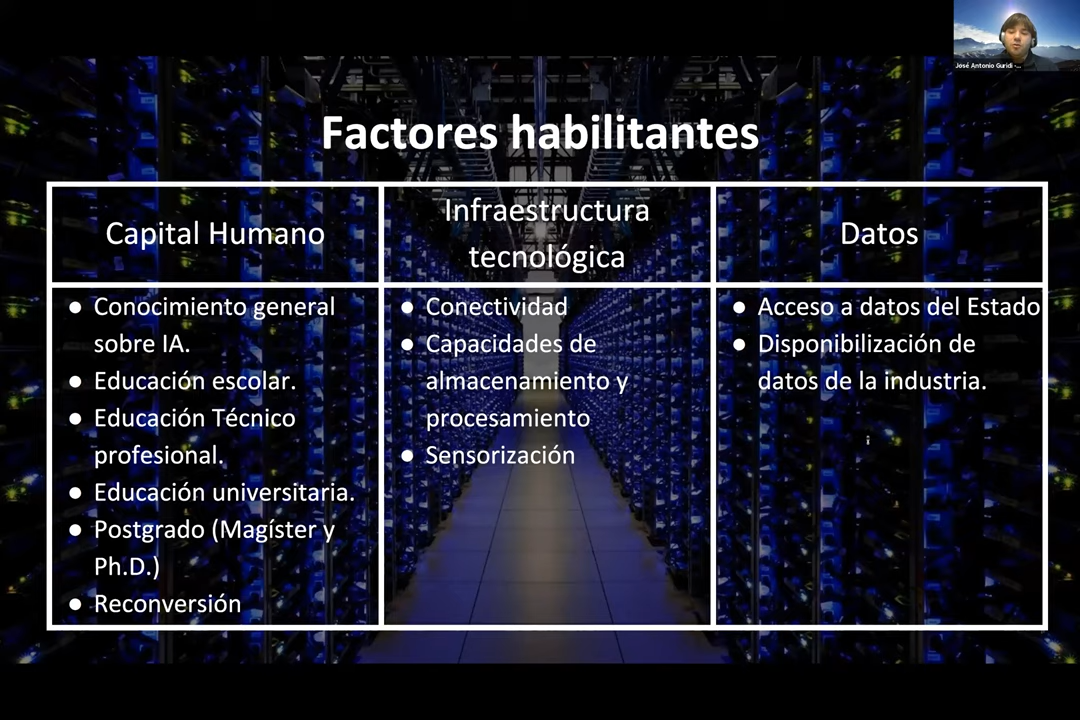 José Antonio Guridi -...
Factores habilitantes
Capital Humano
Infraestructura
tecnológica
Datos
● Conocimiento general
sobre IA.
● Educación escolar.
● Educación Técnico
profesional.
● Educación universitaria.
● Postgrado (Magíster y
Ph.D.)
● Reconversión
● Conectividad
● Capacidades de
almacenamiento y
procesamiento
● Sensorización
● Acceso a datos del Estado
● Disponibilización de
datos de la industria.